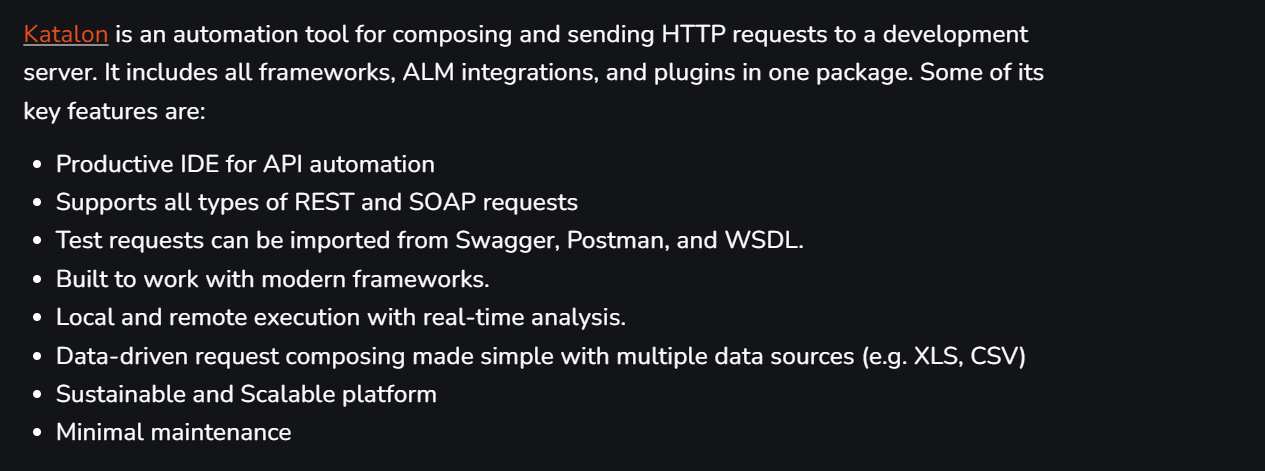 Katalon is an automation tool for composing and sending HTTP requests to a development
server. It includes all frameworks, ALM integrations, and plugins in one package. Some of its
key features are:
• Productive IDE for API automation
• Supports all types of REST and SOAP requests
• Test requests can be imported from Swagger, Postman, and WSDL.
• Built to work with modern frameworks.
• Local and remote execution with real-time analysis.
• Data-driven request composing made simple with multiple data sources (e.g. XLS, CSV)
• Sustainable and Scalable platform
• Minimal maintenance